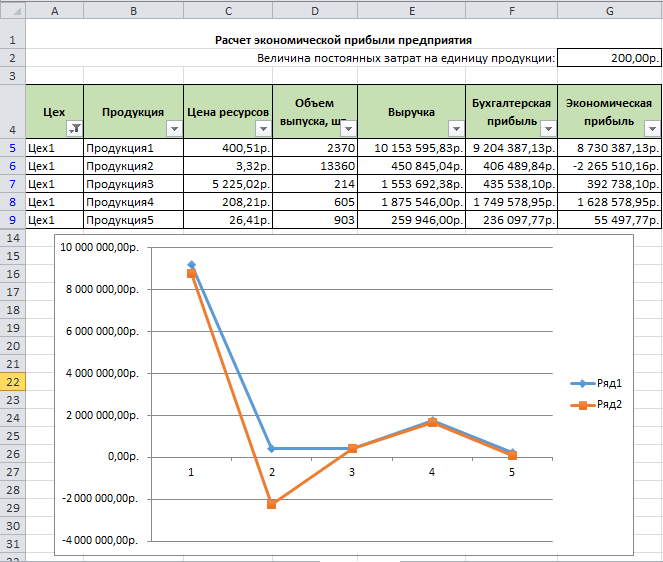 A B C D E F G
1 Расчет экономической прибыли предприятия
2 Величина постоянных затрат на единицу продукции: 200,00р.
3
4 Цех Продукция Цена ресурсов Объем выпуска, шт. Выручка Бухгалтерская прибыль Экономическая прибыль
5 Цех1 Продукция1 400,51р. 2370 10 153 595,83р. 9 204 387,13р. 8 730 387,13р.
6 Цех1 Продукция2 3,32р. 13360 450 845,04р. 406 489,84р. -2 265 510,16р.
7 Цех1 Продукция3 5 225,02р. 214 1 553 692,38р. 435 538,10р. 392 738,10р.
8 Цех1 Продукция4 208,21р. 605 1 875 546,00р. 1 749 578,95р. 1 628 578,95р.
9 Цех1 Продукция5 26,41р. 903 259 946,00р. 236 097,77р. 55 497,77р.
14
15 10 000 000,00р.
16
17 8 000 000,00р.
18
19 6 000 000,00р.
20
21 4 000 000,00р.
22
23 2 000 000,00р.
24
25
26 0,00р.
27
28 -2 000 000,00р.
29
30
31 -4 000 000,00р.
1 2 3 4 5
Ряд1
Ряд2